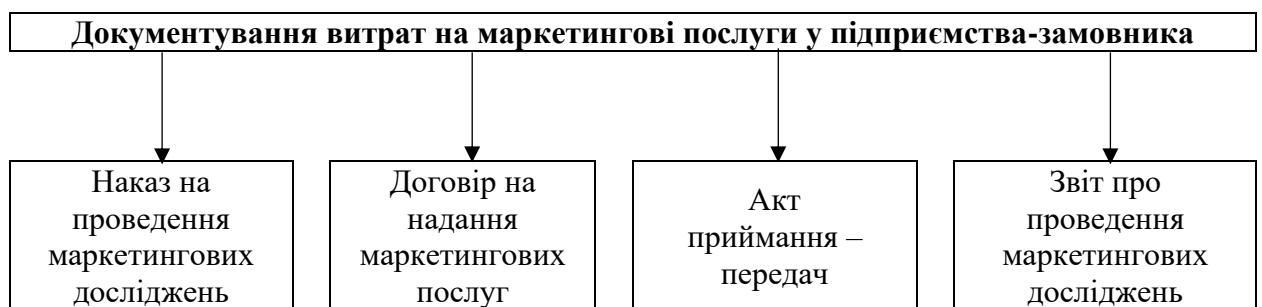 Документування витрат на маркетингові послуги у підприємства-замовника
Наказ на
проведення
маркетингових
досліджень
Договір на
надання
маркетингових
послуг
Акт
приймання –
передач
Звіт про
проведення
маркетингових
досліджень